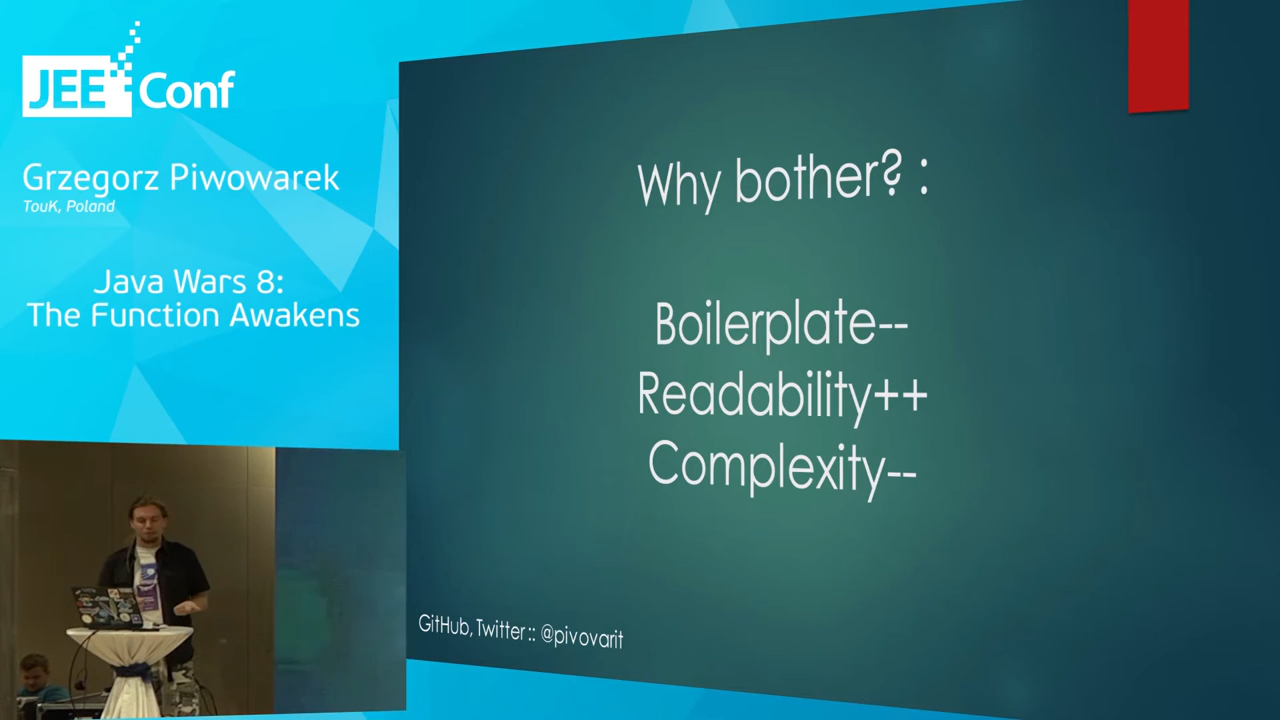 JEE Conf
Grzegorz Piwowarek
TouK, Poland
Java Wars 8:
The Function Awakens
Why bother? :
Boilerplate--
Readability++
Complexity--
GitHub, Twitter :: @pivovarit